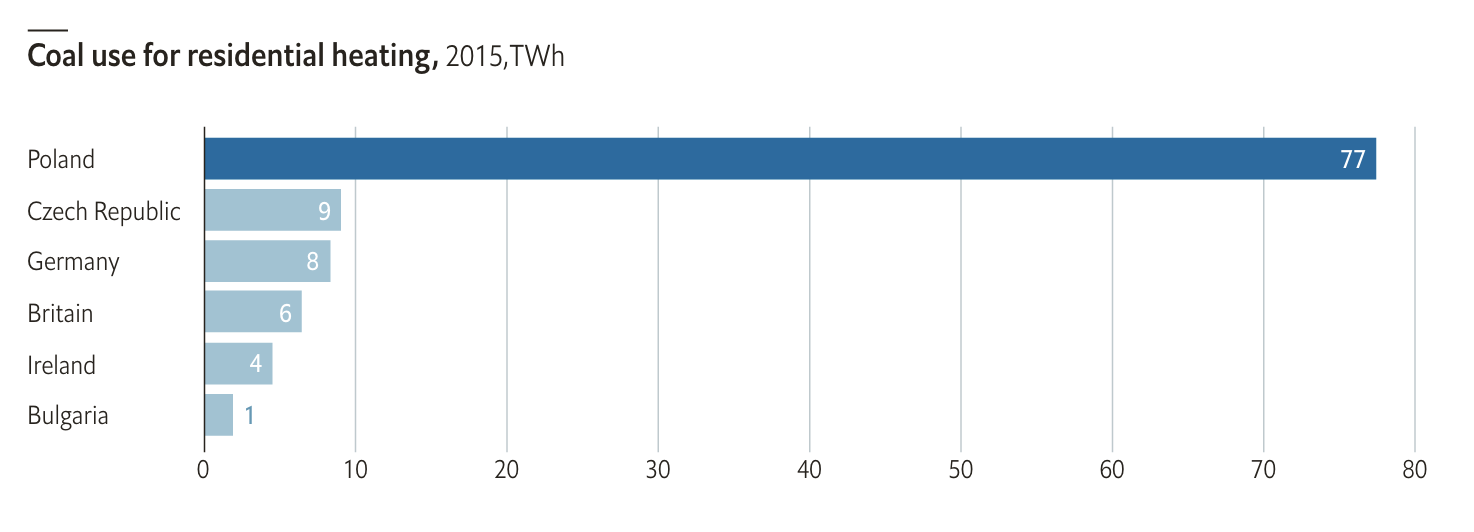 Coal use for residential heating, 2015,TWh
Poland 77
Czech Republic 9
Germany 8
Britain 6
Ireland 4
Bulgaria 1
0 10 20 30 40 50 60 70 80